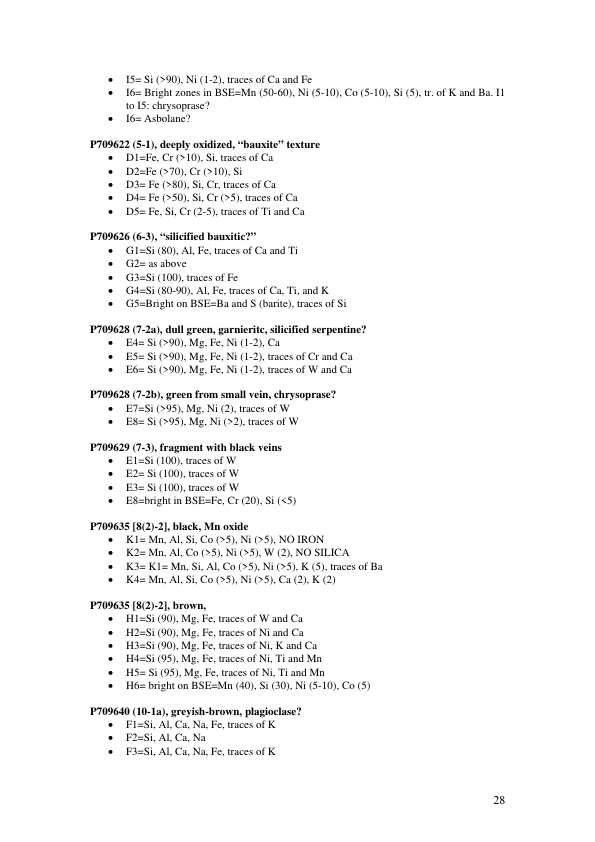 • I5= Si (>90), Ni (1-2), traces of Ca and Fe
• I6= Bright zones in BSE=Mn (50-60), Ni (5-10), Co (5-10), Si (5), tr. of K and Ba. I1
to I5: chrysoprase?
• I6= Asbolane?
P709622 (5-1), deeply oxidized, “bauxite” texture
• D1=Fe, Cr (>10), Si, traces of Ca
• D2=Fe (>70), Cr (>10), Si
• D3= Fe (>80), Si, Cr, traces of Ca
• D4= Fe (>50), Si, Cr (>5), traces of Ca
• D5= Fe, Si, Cr (2-5), traces of Ti and Ca
P709626 (6-3), “silicified bauxitic?”
• G1=Si (80), Al, Fe, traces of Ca and Ti
• G2= as above
• G3=Si (100), traces of Fe
• G4=Si (80-90), Al, Fe, traces of Ca, Ti, and K
• G5=Bright on BSE=Ba and S (barite), traces of Si
P709628 (7-2a), dull green, garnieritc, silicified serpentine?
• E4= Si (>90), Mg, Fe, Ni (1-2), Ca
• E5= Si (>90), Mg, Fe, Ni (1-2), traces of Cr and Ca
• E6= Si (>90), Mg, Fe, Ni (1-2), traces of W and Ca
P709628 (7-2b), green from small vein, chrysoprase?
• E7=Si (>95), Mg, Ni (2), traces of W
• E8= Si (>95), Mg, Ni (>2), traces of W
P709629 (7-3), fragment with black veins
• E1=Si (100), traces of W
• E2= Si (100), traces of W
• E3= Si (100), traces of W
• E8=bright in BSE=Fe, Cr (20), Si (<5)
P709635 [8(2)-2], black, Mn oxide
• K1= Mn, Al, Si, Co (>5), Ni (>5), NO IRON
• K2= Mn, Al, Co (>5), Ni (>5), W (2), NO SILICA
• K3= K1= Mn, Si, Al, Co (>5), Ni (>5), K (5), traces of Ba
• K4= Mn, Al, Si, Co (>5), Ni (>5), Ca (2), K (2)
P709635 [8(2)-2], brown,
• H1=Si (90), Mg, Fe, traces of W and Ca
• H2=Si (90), Mg, Fe, traces of Ni and Ca
• H3=Si (90), Mg, Fe, traces of Ni, K and Ca
• H4=Si (95), Mg, Fe, traces of Ni, Ti and Mn
• H5= Si (95), Mg, Fe, traces of Ni, Ti and Mn
• H6= bright on BSE=Mn (40), Si (30), Ni (5-10), Co (5)
P709640 (10-1a), greyish-brown, plagioclase?
• F1=Si, Al, Ca, Na, Fe, traces of K
• F2=Si, Al, Ca, Na
• F3=Si, Al, Ca, Na, Fe, traces of K
28